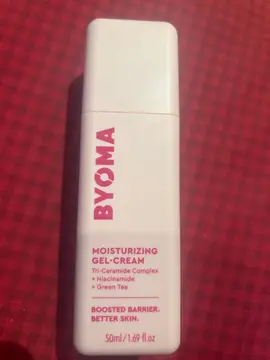 BYOMA
MOISTURIZING
GEL-CREAM
Tri-Ceramide Complex
+ Niacinamide
+ Green Tea
BOOSTED BARRIER.
BETTER SKIN.
50ml/1.69 fl.oz